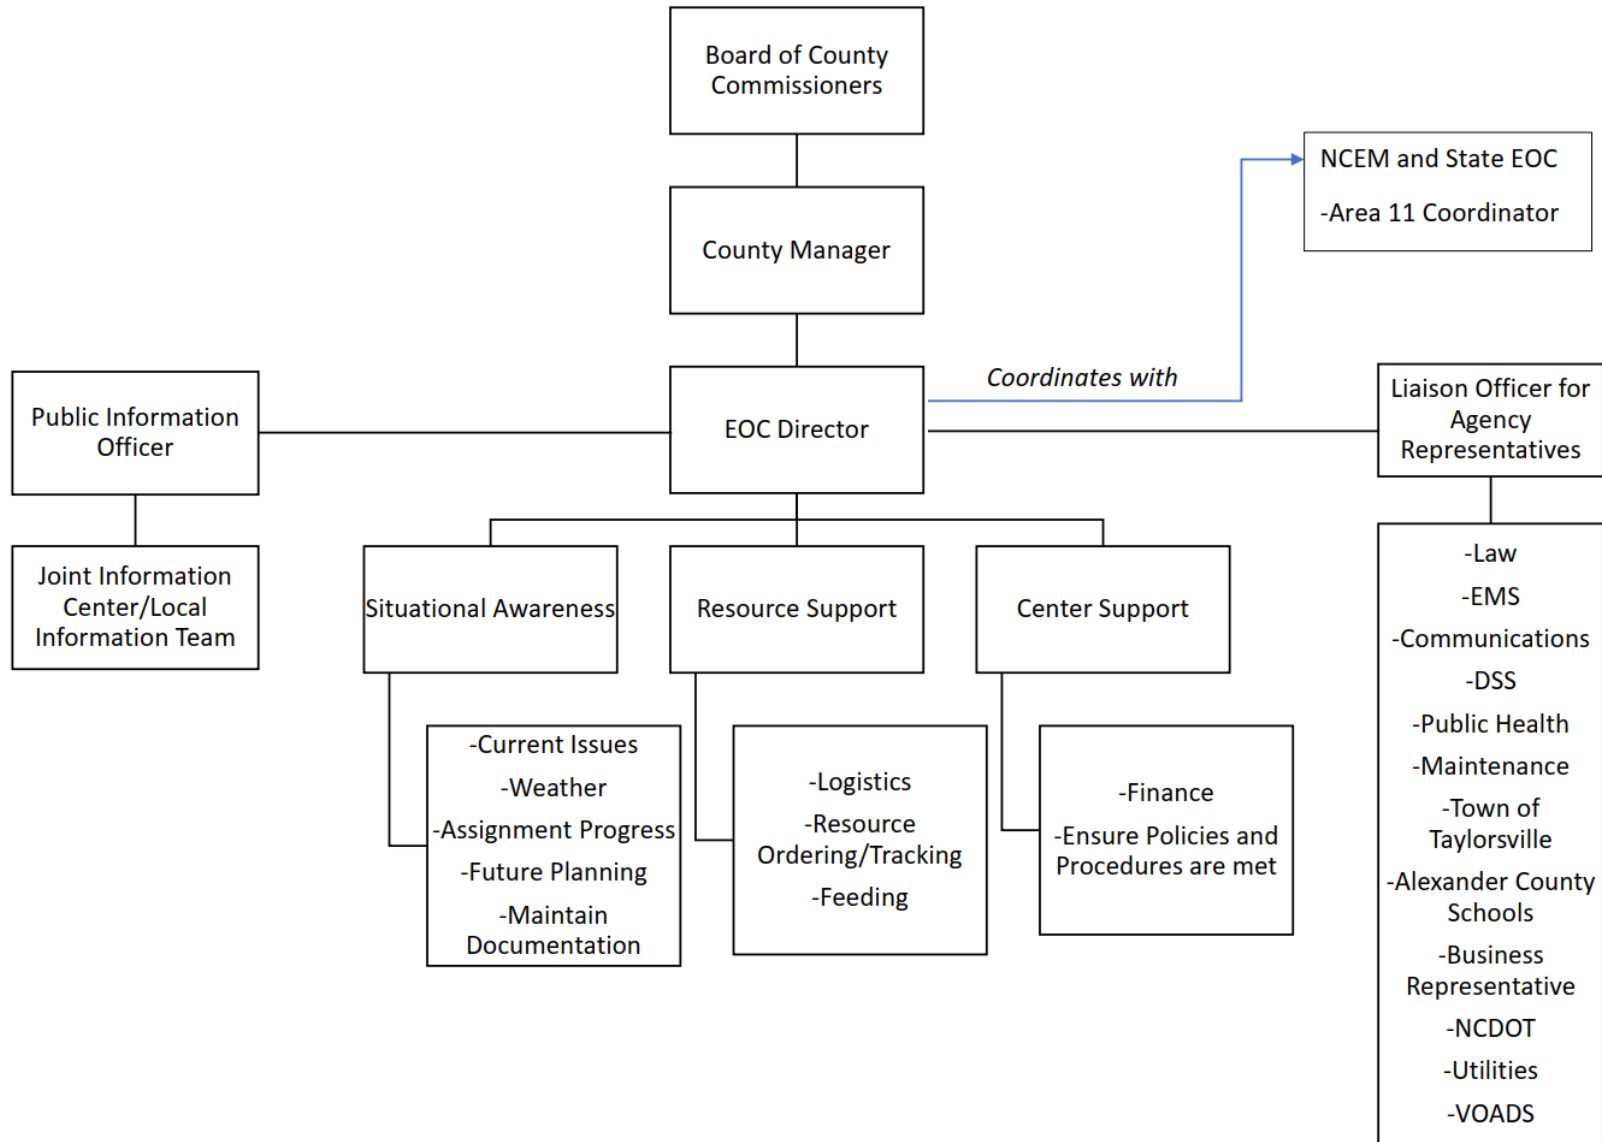 Board of County
Commissioners
NCEM and State EOC
-Area 11 Coordinator
County Manager
Coordinates with
Public Information
Officer
EOC Director
Liaison Officer for
Agency
Representatives
Joint Information
Center/Local
Information Team
Situational Awareness
Resource Support
Center Support
-Current Issues
-Weather
-Assignment Progress
-Future Planning
-Maintain
Documentation
-Logistics
-Resource
Ordering/Tracking
-Feeding
-Finance
-Ensure Policies and
Procedures are met
-Law
-EMS
-Communications
-DSS
-Public Health
-Maintenance
-Town of
Taylorsville
-Alexander County
Schools
-Business
Representative
-NCDOT
-Utilities
-VOADS